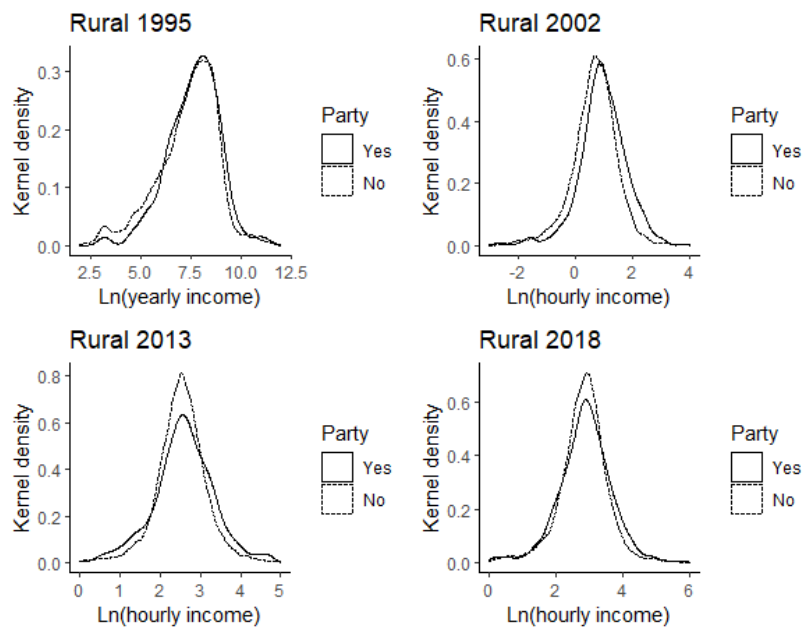 Rural 1995
Kernel density
0.3
0.2
0.1
0.0
2.5 5.0 7.5 10.0 12.5
Ln(yearly income)
Party
Yes
No
Rural 2002
Kernel density
0.6
0.4
0.2
0.0
-2 0 2 4
Ln(hourly income)
Party
Yes
No
Rural 2013
Kernel density
0.8
0.6
0.4
0.2
0.0
0 1 2 3 4 5
Ln(hourly income)
Party
Yes
No
Rural 2018
Kernel density
0.6
0.4
0.2
0.0
0 2 4 6
Ln(hourly income)
Party
Yes
No